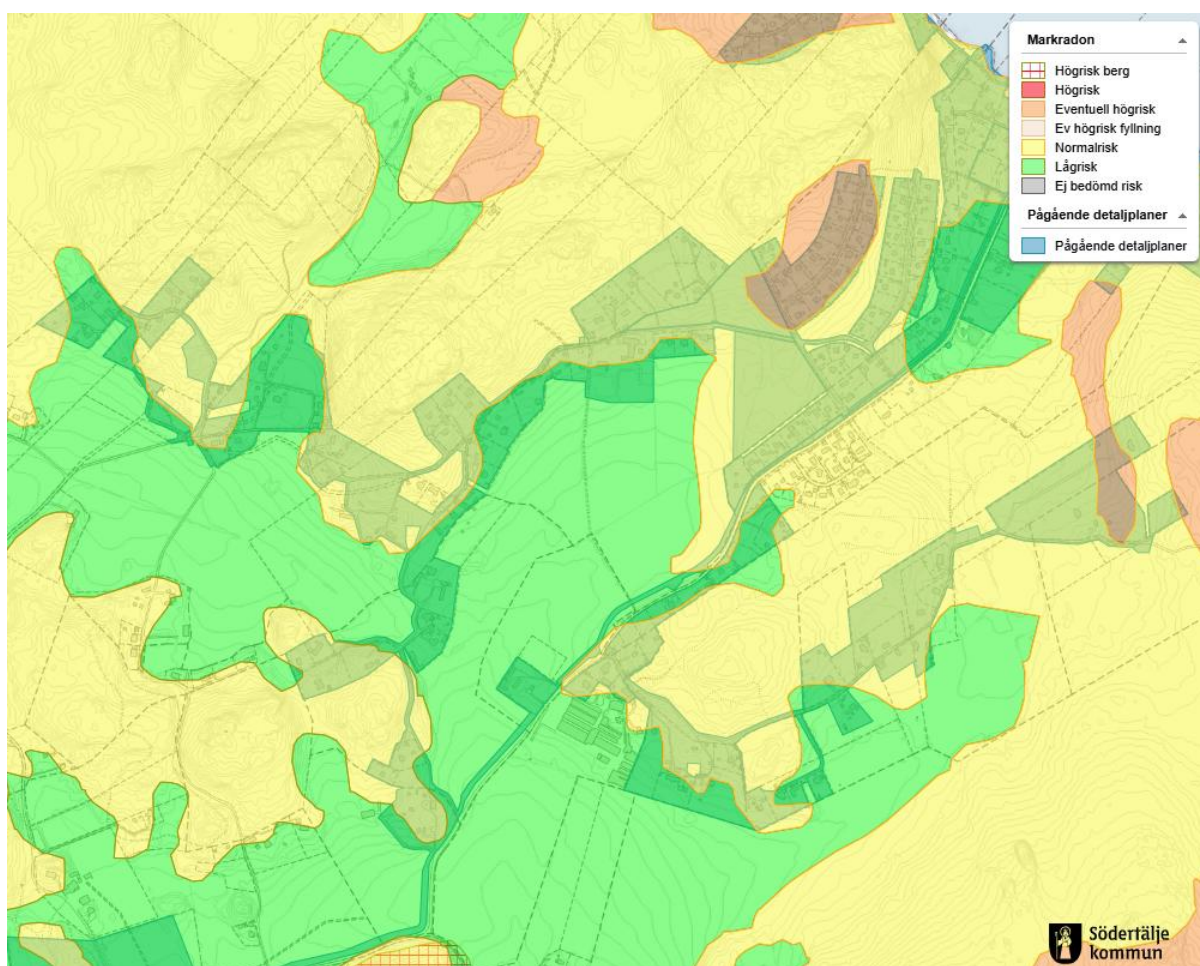 Markradon
Högrisk berg
Högrisk
Eventuell högrisk
Ev högrisk fyllning
Normalrisk
Lågrisk
Ej bedömd risk
Pågående detaljplaner
Pågående detaljplaner
Södertälje
kommun